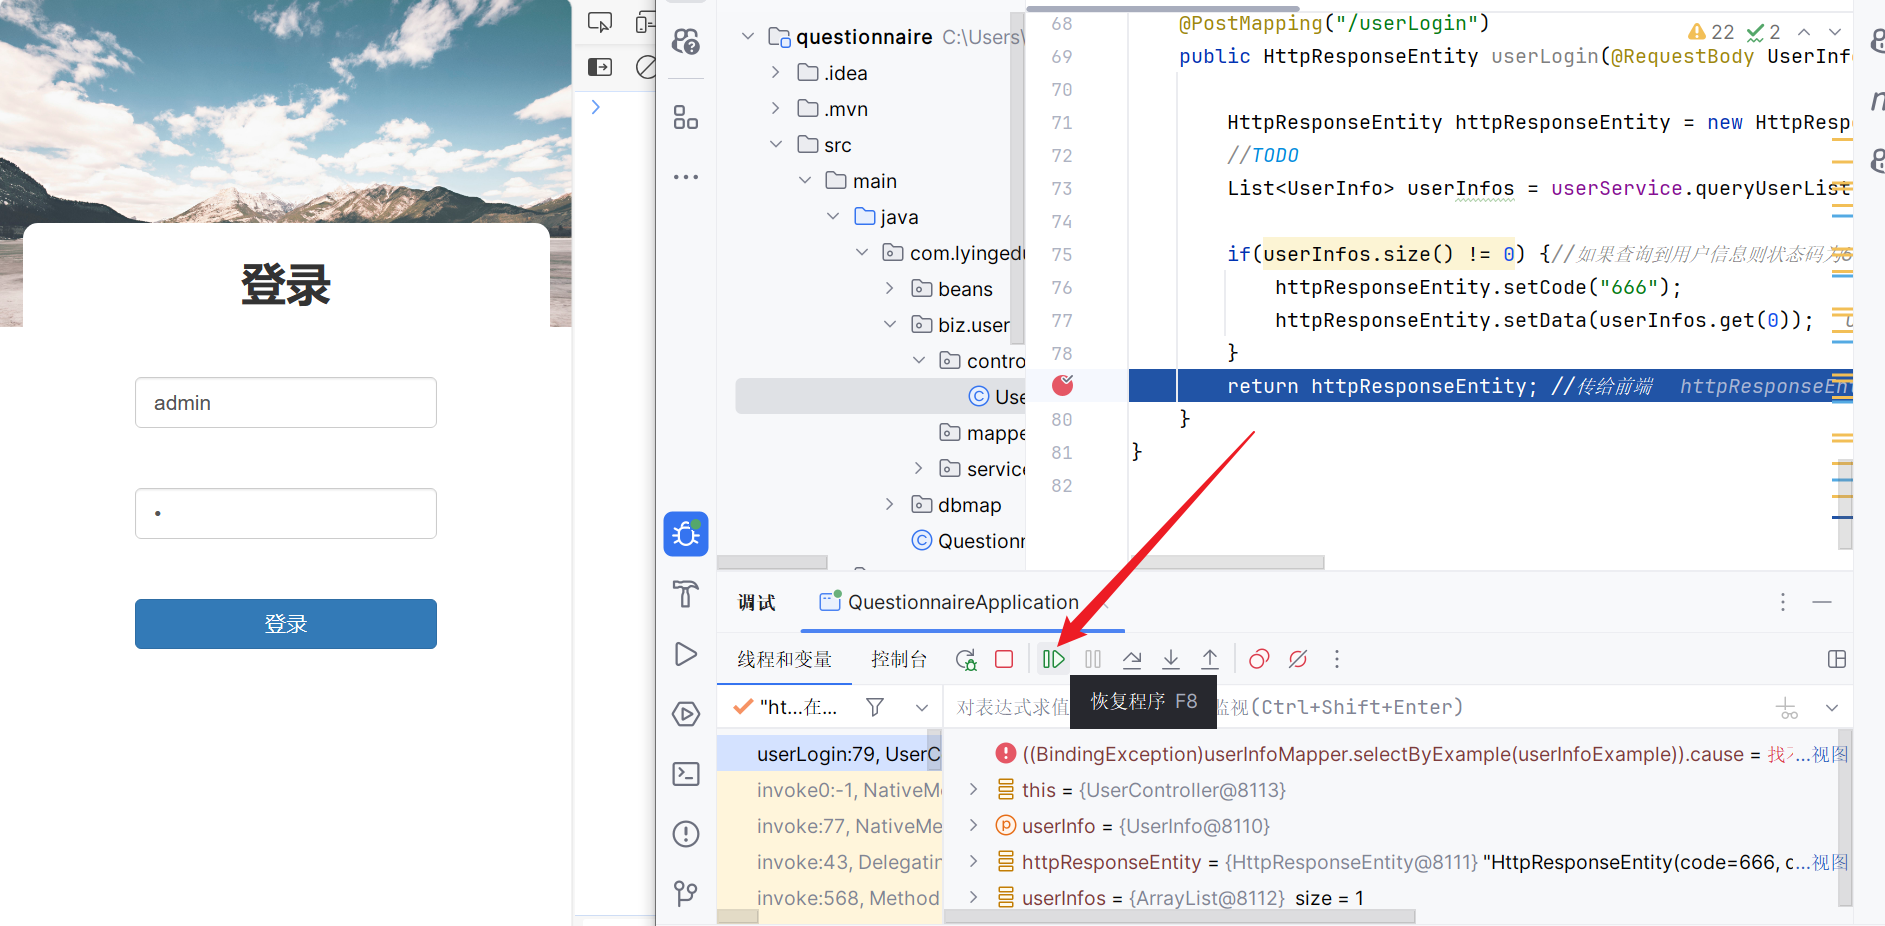 登录
admin
•
登录
questionnaire C:\Users\
.idea
.mvn
src
main
java
com.lyingedu
beans
biz.user
contro
Use
mappe
service
dbmap
Questionn
68 @PostMapping("/userLogin")
22 2
69 public HttpResponseEntity userLogin(@RequestBody UserInf
70
71 HttpResponseEntity httpResponseEntity = new HttpResp
72 //TODO
73 List<UserInfo> userInfos = userService.queryUserList
74
75 if(userInfos.size() != 0) {//如果查询到用户信息则状态码为6
76 httpResponseEntity.setCode("666");
77 httpResponseEntity.setData(userInfos.get(0));
78 }
return httpResponseEntity; //传给前端 httpResponseEn
80 }
81 }
82
调试 QuestionnaireApplication
线程和变量 控制台
恢复程序 F8
"ht...在...
对表达式求值 监视(Ctrl+Shift+Enter)
userLogin:79, UserC
invoke0:-1, NativeMe
invoke:77, NativeMe
invoke:43, Delegatin
invoke:568, Method
((BindingException)userInfoMapper.selectByExample(userInfoExample)).cause = 找不...视图
this = {UserController@8113}
userInfo = {UserInfo@8110}
httpResponseEntity = {HttpResponseEntity@8111} "HttpResponseEntity(code=666, d...视图
userInfos = {ArrayList@8112} size = 1